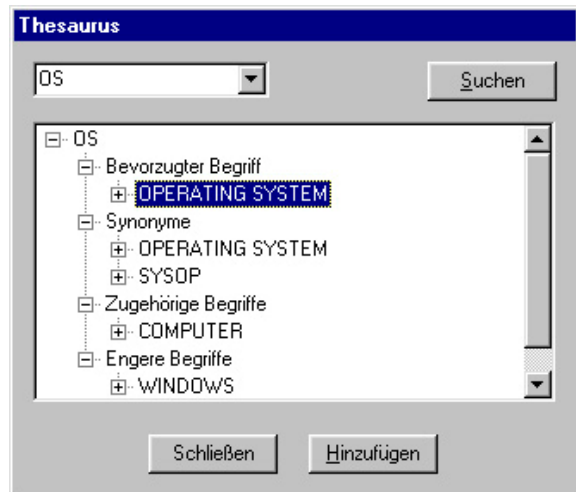 Thesaurus
OS
Suchen
OS
Bevorzugter Begriff
OPERATING SYSTEM
Synonyme
OPERATING SYSTEM
SYSOP
Zugehörige Begriffe
COMPUTER
Engere Begriffe
WINDOWS
Schließen Hinzufügen